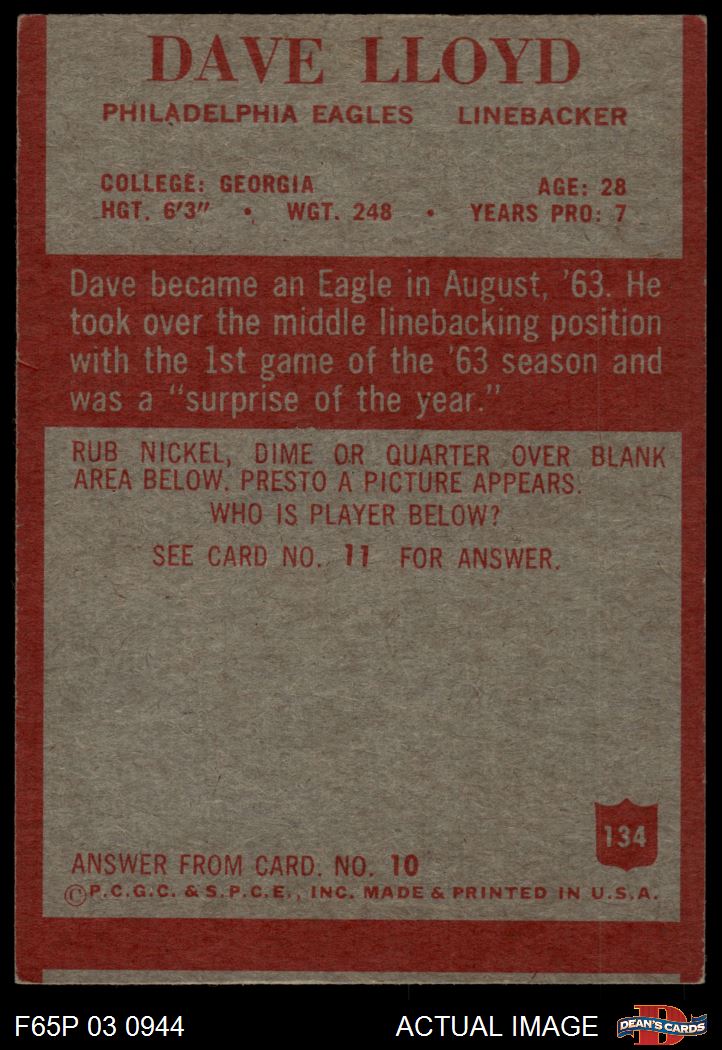 DAVE LLOYD
PHILADELPHIA EAGLES LINEBACKER
COLLEGE: GEORGIA AGE: 28
HGT. 6'3" • WGT. 248 • YEARS PRO: 7
Dave became an Eagle in August, '63. He
took over the middle linebacking position
with the 1st game of the '63 season and
was a "surprise of the year."
RUB NICKEL, DIME OR QUARTER OVER BLANK
AREA BELOW. PRESTO A PICTURE APPEARS.
WHO IS PLAYER BELOW?
SEE CARD NO. 11 FOR ANSWER.
134
ANSWER FROM CARD. NO. 10
©P.C.G.C. & S.P.C.E., INC. MADE & PRINTED IN U.S.A.
F65P 03 0944 ACTUAL IMAGE
D
DEAN'S CARDS